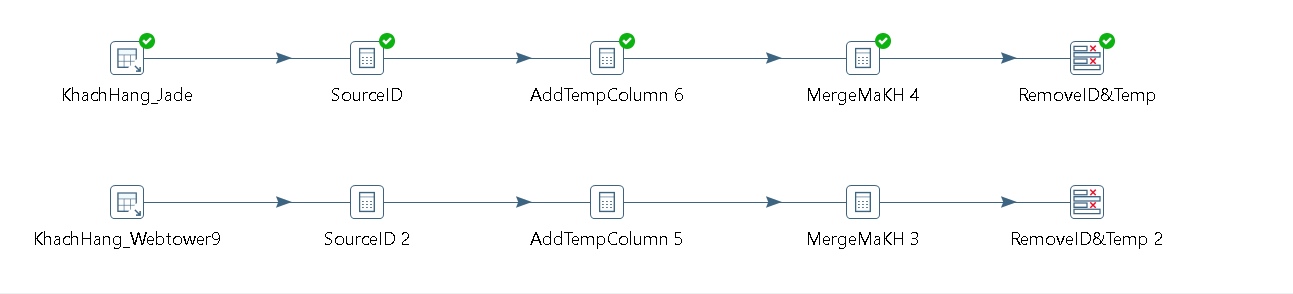 KhachHang_Jade
SourceID
AddTempColumn 6
MergeMaKH 4
RemoveID&Temp
KhachHang_Webtower9
SourceID 2
AddTempColumn 5
MergeMaKH 3
RemoveID&Temp 2